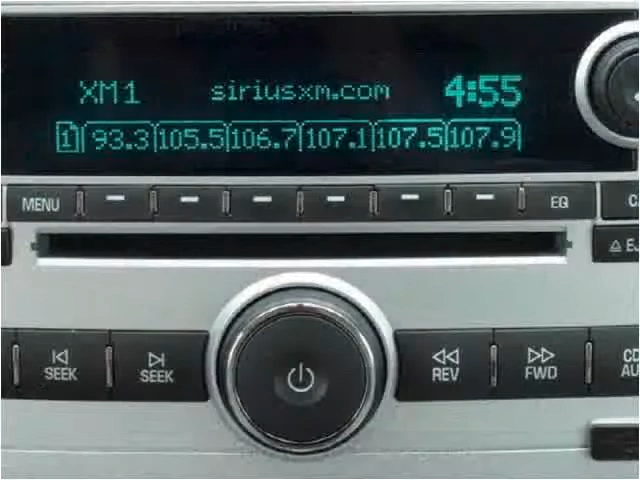 XM1 siriusxm.com 4:55
1 93.3 105.5 106.7 107.1 107.5 107.9
MENU EQ
SEEK SEEK REV FWD